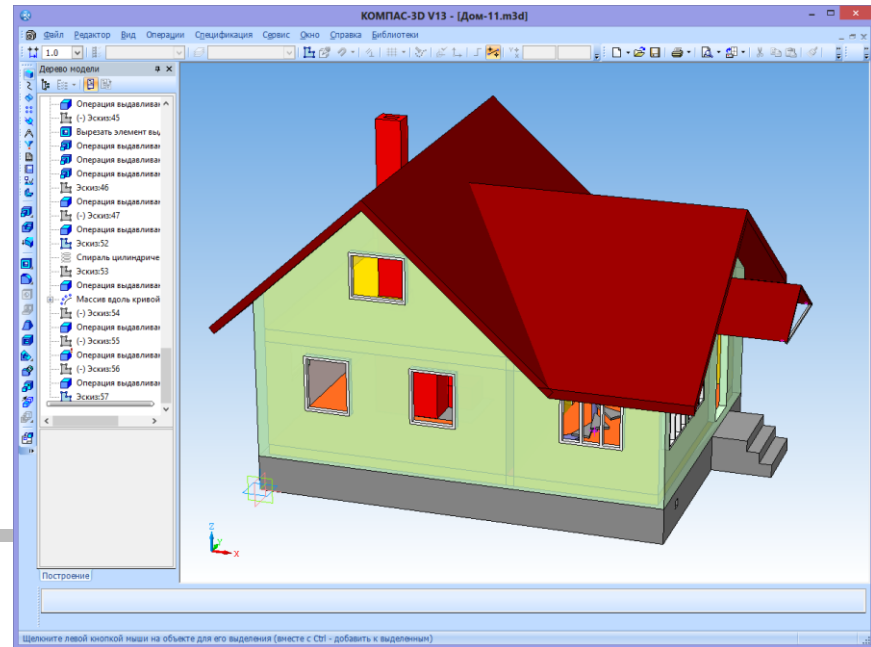 КОМПАС-3D V13 - [Дом-11.m3d]
Файл Редактор Вид Операции Спецификация Сервис Окно Справка Библиотеки
1.0
Дерево модели
Операция выдавливан
(-) Эскиз:45
Вырезать элемент выд
Операция выдавливан
Операция выдавливан
Операция выдавливан
Эскиз:46
Операция выдавливан
(-) Эскиз:47
Операция выдавливан
Эскиз:52
Спираль цилиндриче
Эскиз:53
Операция выдавливан
Массив вдоль кривой
(-) Эскиз:54
Операция выдавливан
(-) Эскиз:55
Операция выдавливан
(-) Эскиз:56
Операция выдавливан
Эскиз:57
Z
Y
X
Построение
Щелкните левой кнопкой мыши на объекте для его выделения (вместе с Ctrl - добавить к выделенным)